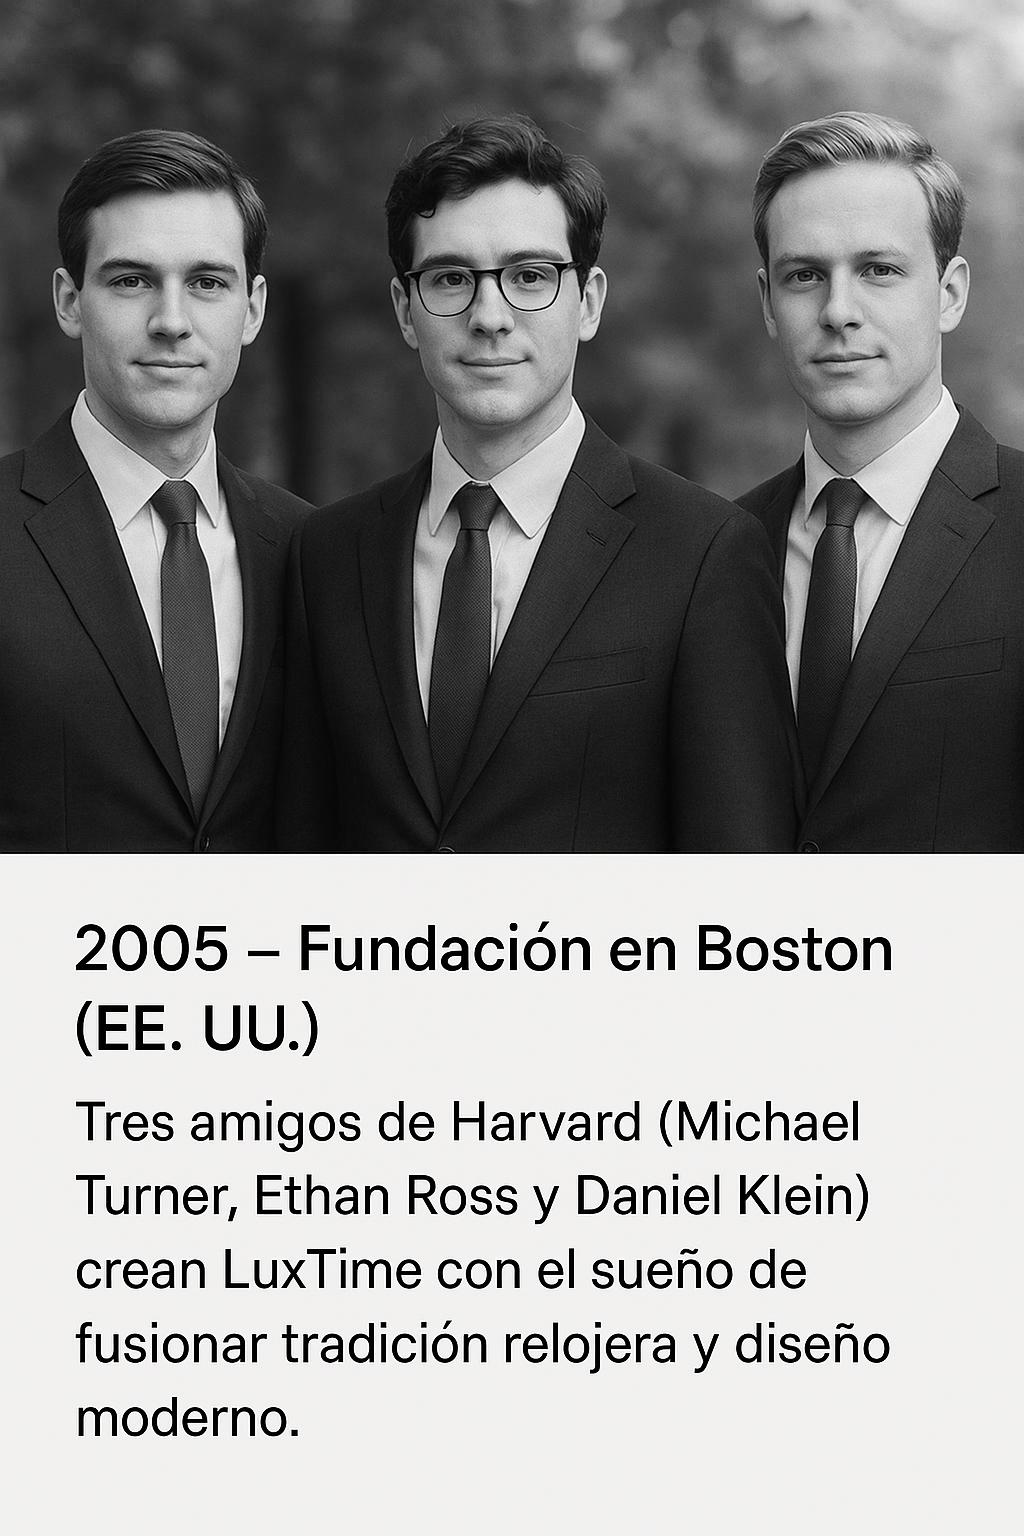 2005 – Fundación en Boston
(EE. UU.)
Tres amigos de Harvard (Michael
Turner, Ethan Ross y Daniel Klein)
crean LuxTime con el sueño de
fusionar tradición relojera y diseño
moderno.